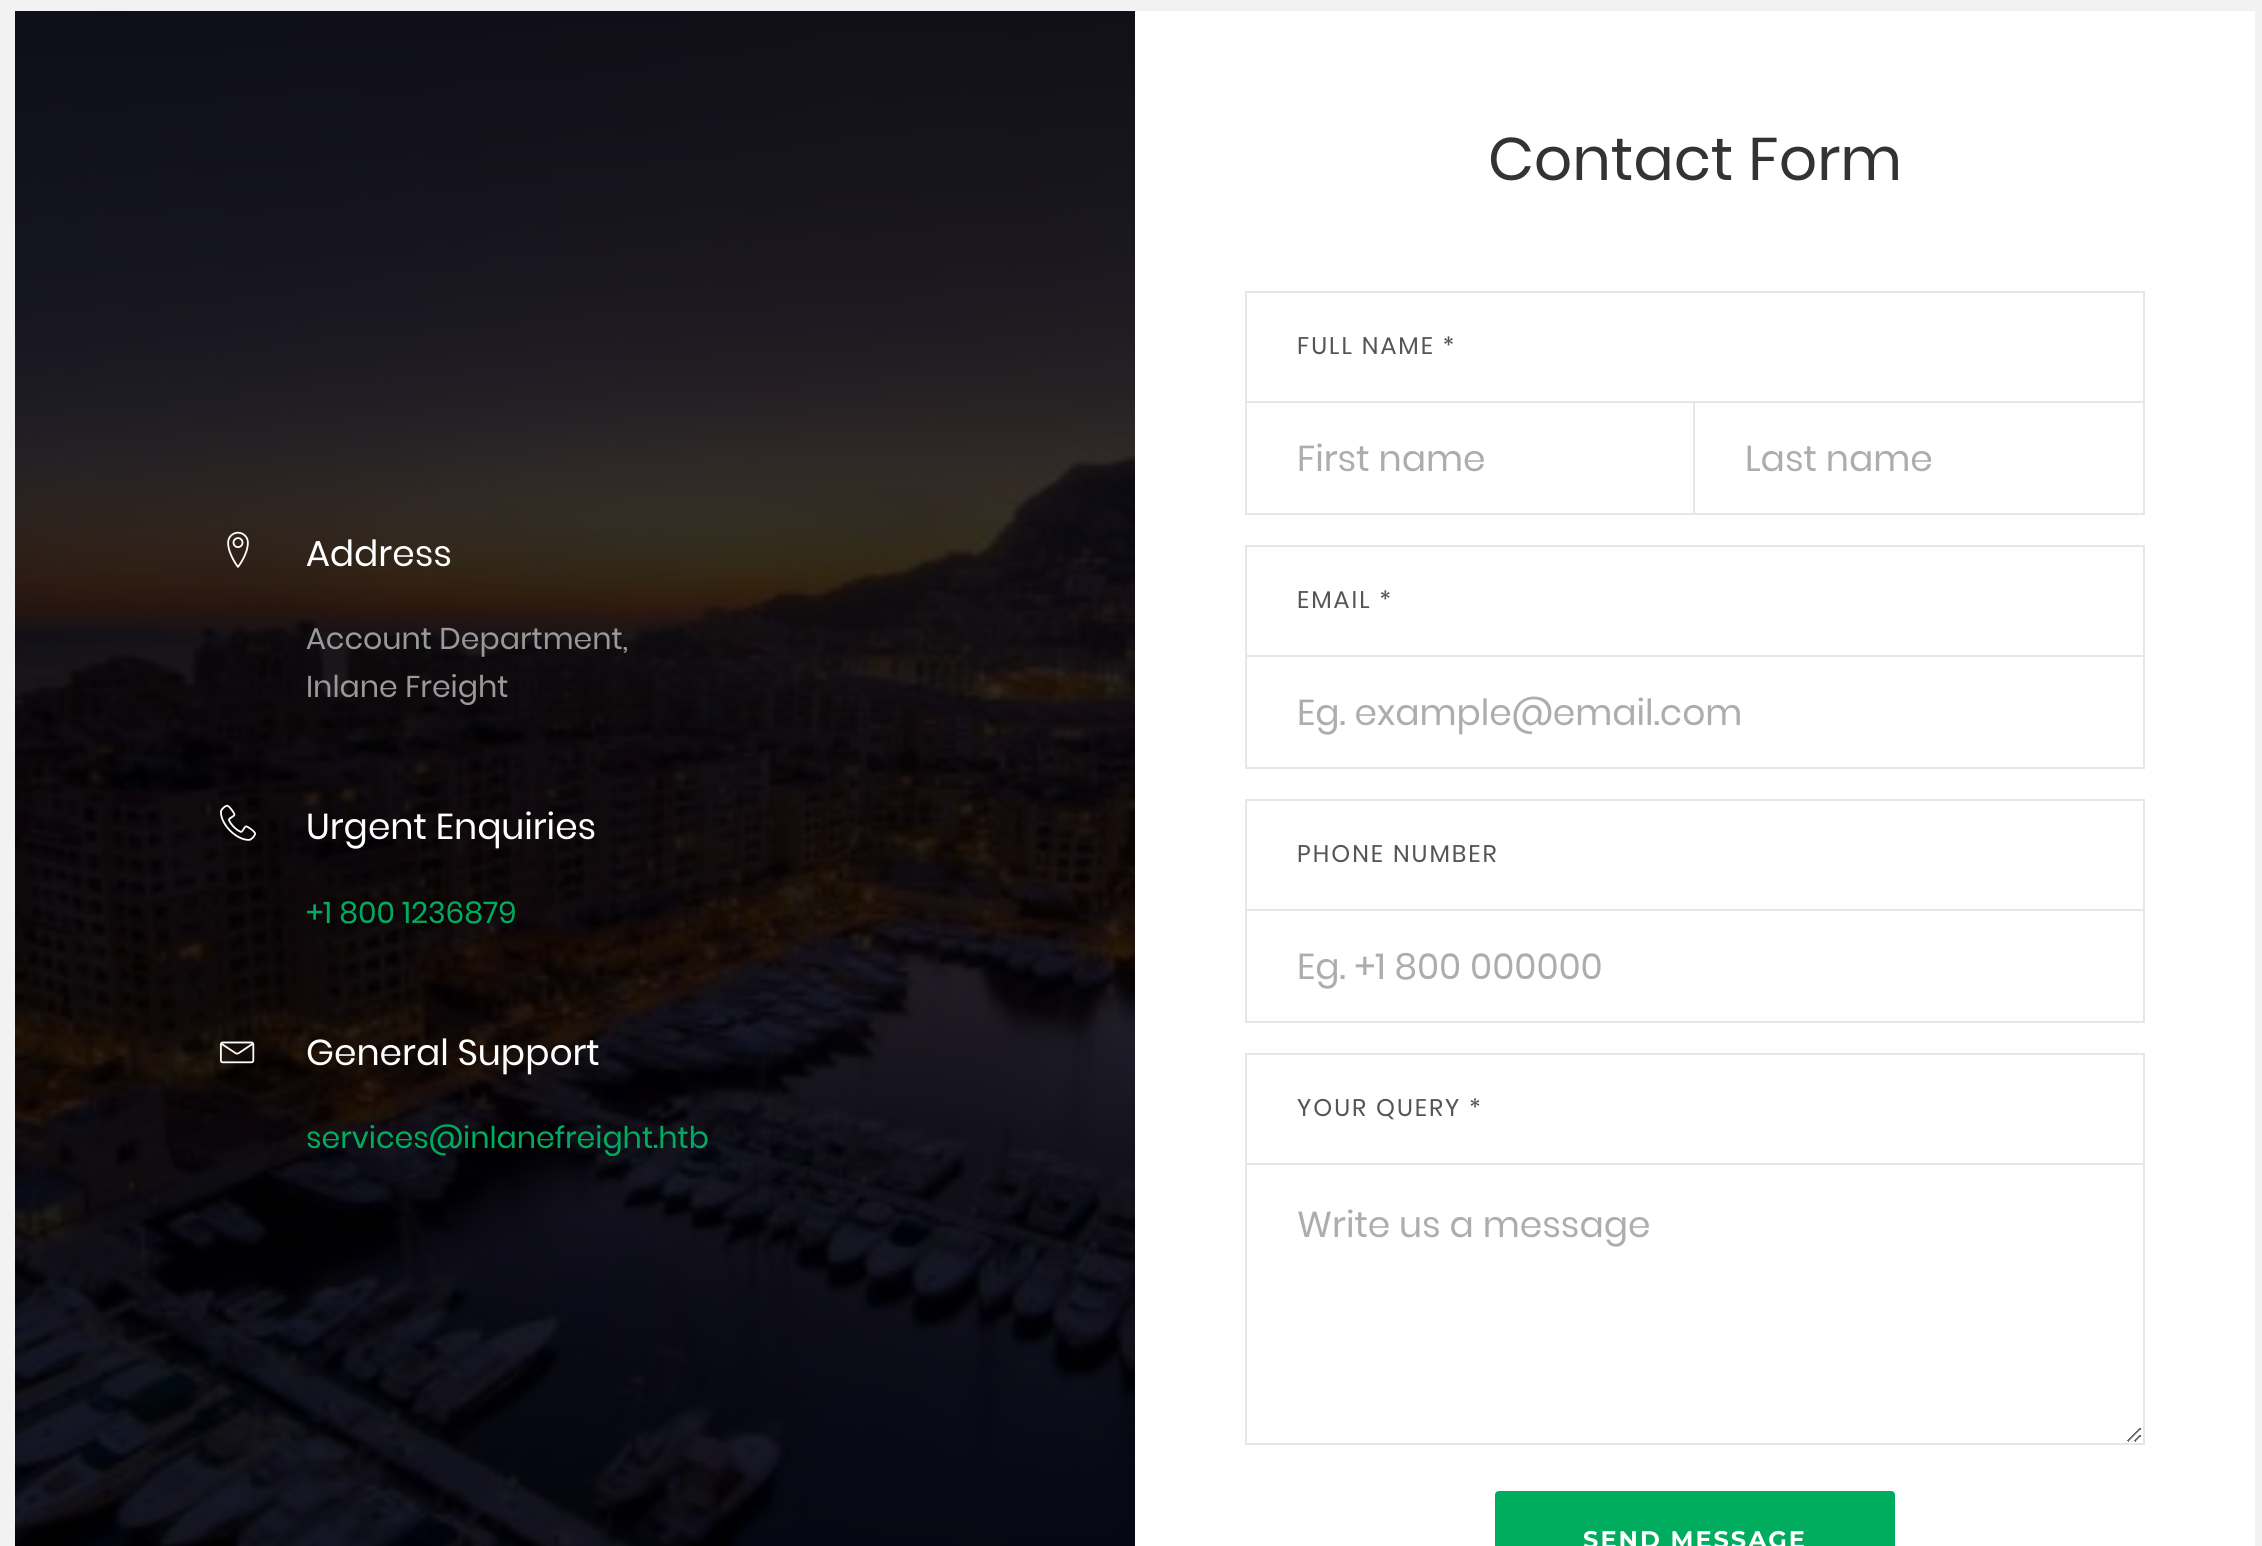 Address
Account Department,
Inlane Freight
Urgent Enquiries
+1 800 1236879
General Support
services@inlanefreight.htb
Contact Form
FULL NAME *
First name
Last name
EMAIL *
Eg. example@email.com
PHONE NUMBER
Eg. +1 800 000000
YOUR QUERY *
Write us a message
SEND MESSAGE